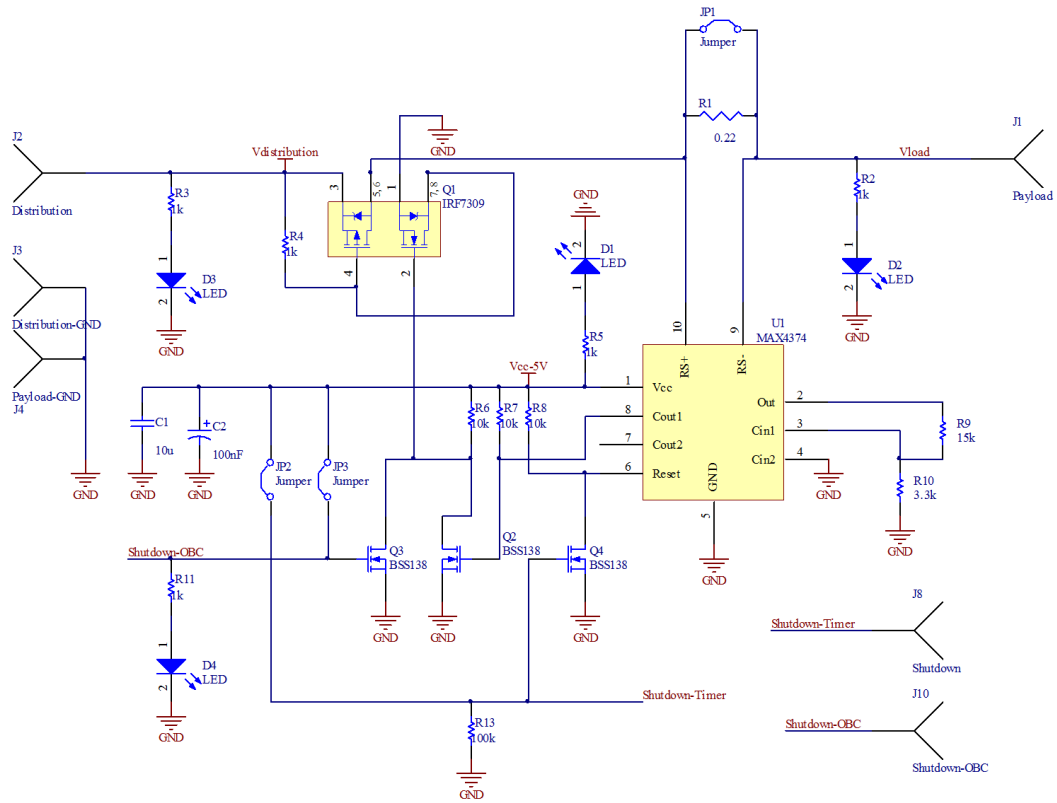 JP1
Jumper
R1
0.22
J2
Distribution
Vdistribution
GND
3
5, 6
1
7, 8
Q1
IRF7309
4
2
R3
1k
R4
1k
1
D3
LED
2
GND
J3
Distribution-GND
Payload-GND
J4
GND
GND
2
D1
LED
1
R5
1k
Vload
J1
Payload
R2
1k
1
D2
LED
2
GND
U1
MAX4374
10
RS+
9
RS-
1
Vcc
8
Cout1
7
Cout2
6
Reset
Out
2
Cin1
3
Cin2
4
GND
5
GND
GND
R9
15k
R10
3.3k
GND
Vcc-5V
C1
10u
GND
C2
100nF
GND
JP2
Jumper
JP3
Jumper
R6
10k
R7
10k
R8
10k
Shutdown-OBC
R11
1k
1
D4
LED
2
GND
Q3
BSS138
GND
Q2
BSS138
GND
Q4
BSS138
GND
Shutdown-Timer
R13
100k
GND
J8
Shutdown-Timer
Shutdown
J10
Shutdown-OBC
Shutdown-OBC